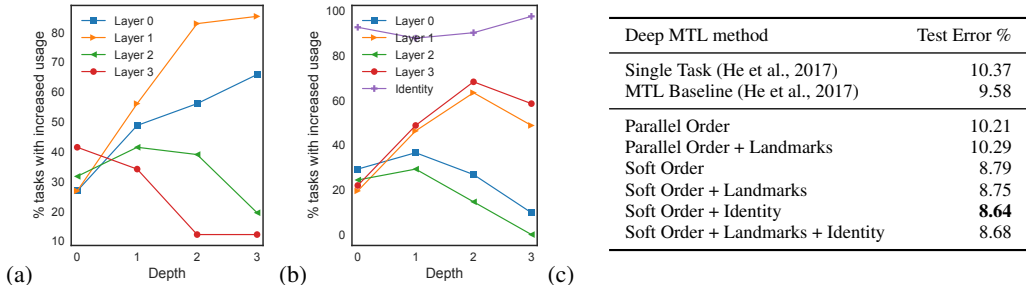 80
70
60
50
40
30
20
10
% tasks with increased usage
Layer 0
Layer 1
Layer 2
Layer 3
0 1 2 3
Depth
(a)
100
80
60
40
20
0
% tasks with increased usage
Layer 0
Layer 1
Layer 2
Layer 3
Identity
0 1 2 3
Depth
(b)
Deep MTL method Test Error %
Single Task (He et al., 2017) 10.37
MTL Baseline (He et al., 2017) 9.58
Parallel Order 10.21
Parallel Order + Landmarks 10.29
Soft Order 8.79
Soft Order + Landmarks 8.75
Soft Order + Identity 8.64
Soft Order + Landmarks + Identity 8.68
(c)